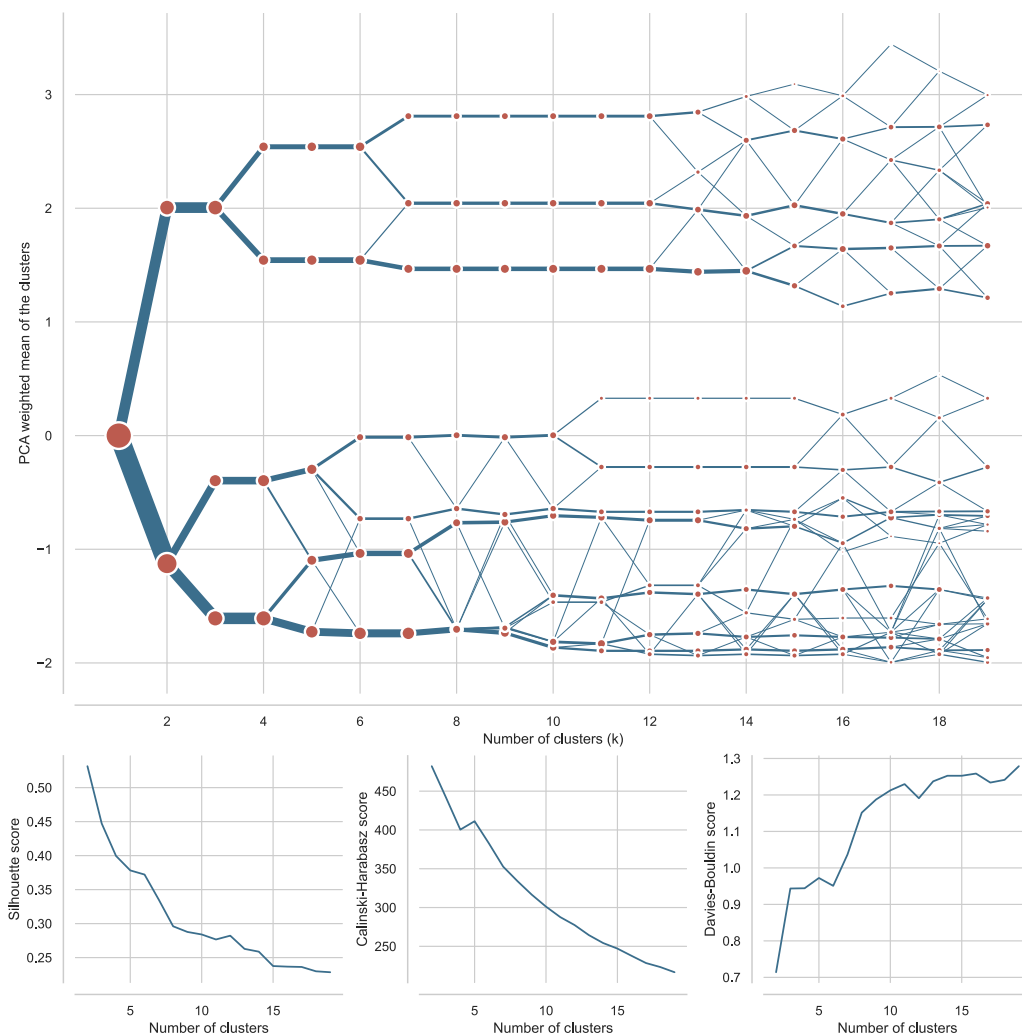 PCA weighted mean of the clusters
3
2
1
0
−1
−2
2 4 6 8 10 12 14 16 18
Number of clusters (k)
Silhouette score
0.50
0.45
0.40
0.35
0.30
0.25
5 10 15
Number of clusters
Calinski-Harabasz score
450
400
350
300
250
5 10 15
Number of clusters
Davies-Bouldin score
1.3
1.2
1.1
1.0
0.9
0.8
0.7
5 10 15
Number of clusters